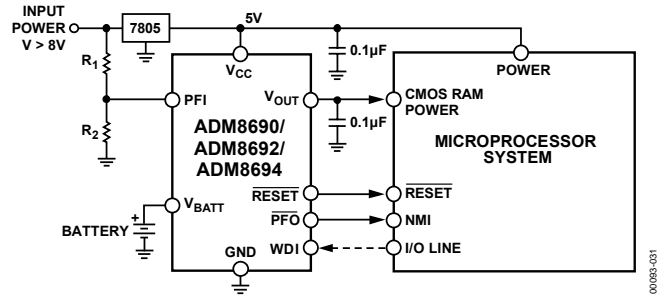 INPUT
POWER
V > 8V
7805
5V
R1
R2
0.1µF
VCC
PFI
VOUT
0.1µF
ADM8690/
ADM8692/
ADM8694
VBATT
BATTERY
+
RESET
PFO
WDI
GND
POWER
CMOS RAM
POWER
MICROPROCESSOR
SYSTEM
RESET
NMI
I/O LINE
00093-031